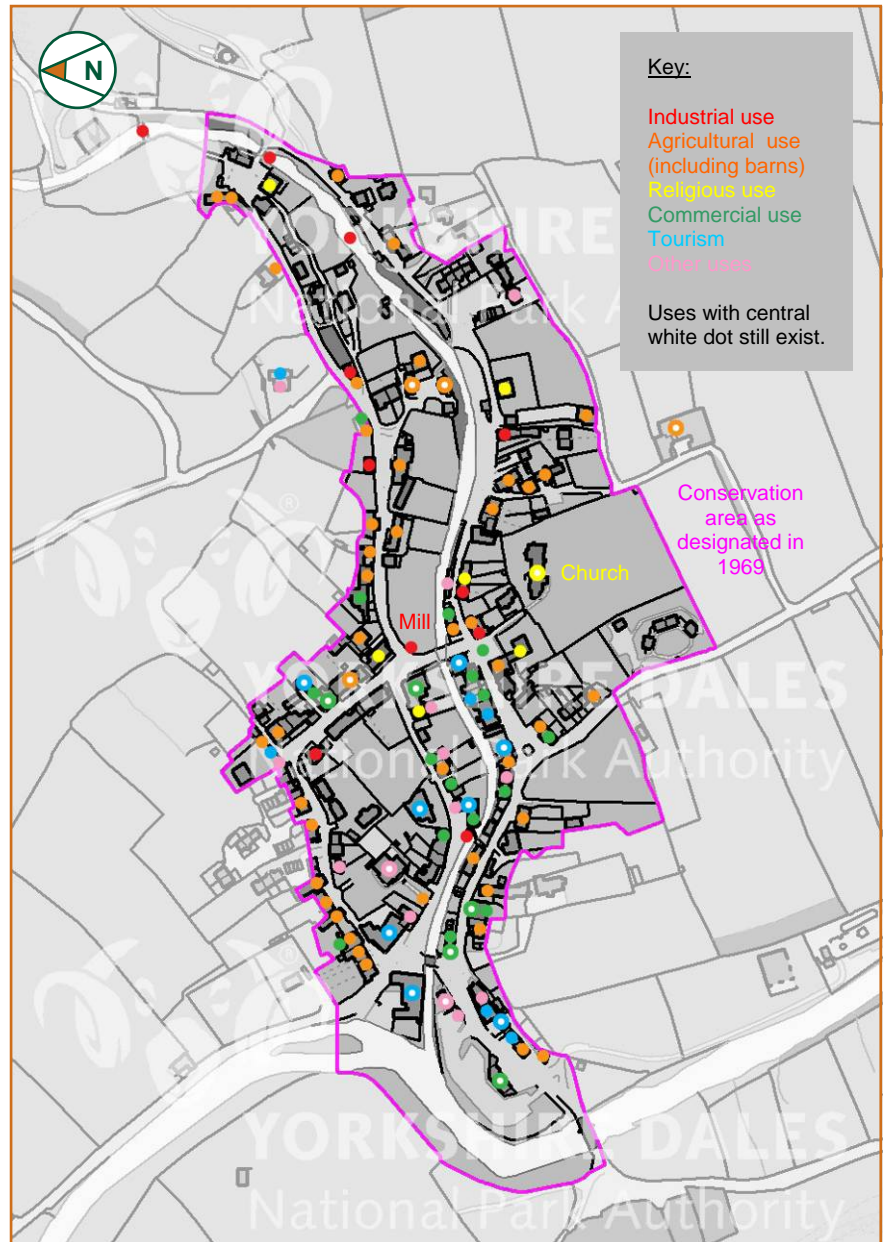 N
Key:
Industrial use
Agricultural use
(including barns)
Religious use
Commercial use
Tourism
Other uses
Uses with central
white dot still exist.
YORKSHIRE DALES
National Park Authority
®
Conservation
area as
designated in
1969
Church
Mill
®
YORKSHIRE DALES
National Park Authority
®
YORKSHIRE DALES
National Park Authority